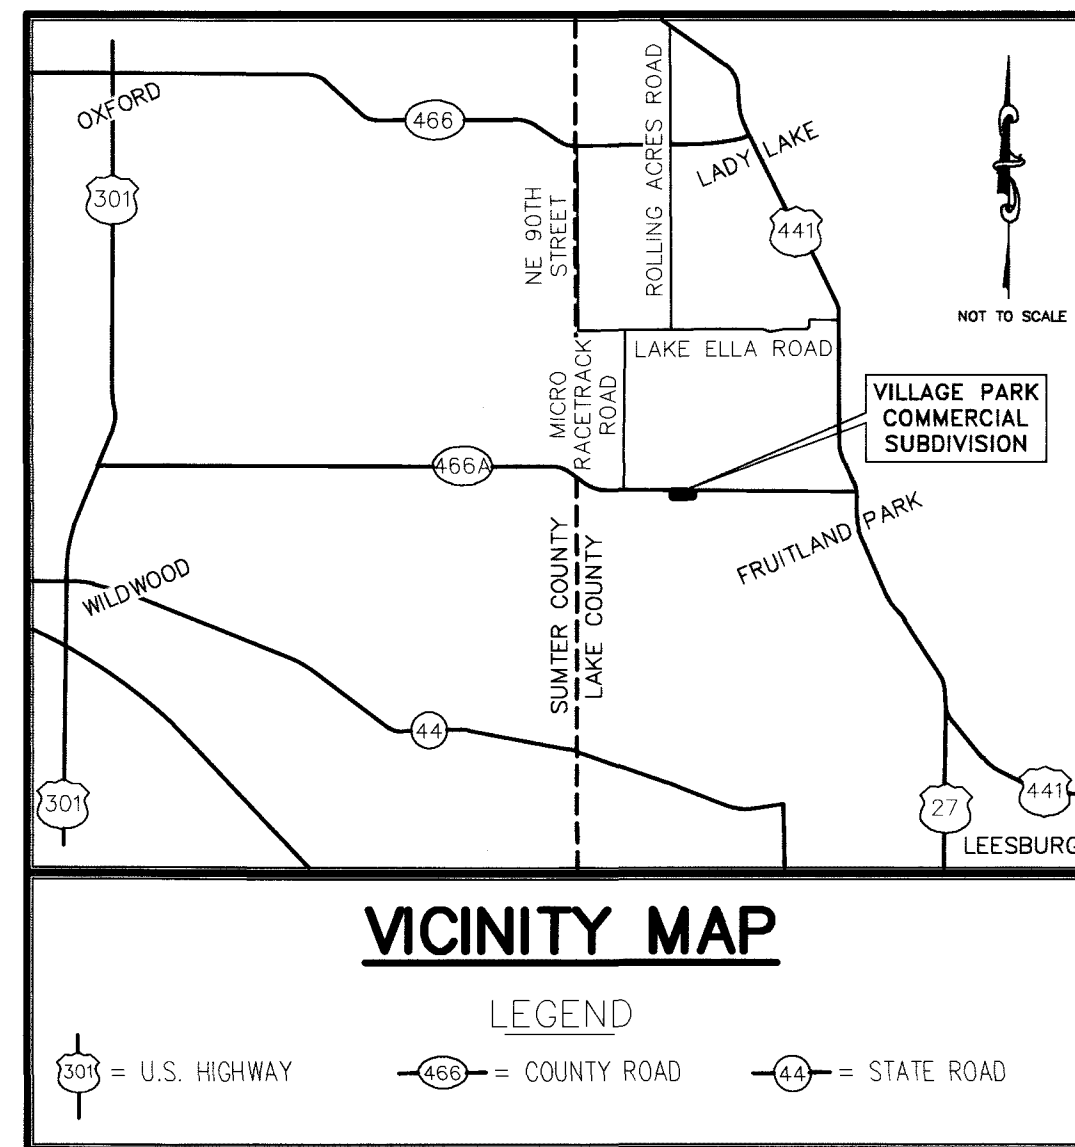 OXFORD
466
ROLLING ACRES ROAD
LADY LAKE
301
NE 90TH
STREET
441
NOT TO SCALE
LAKE ELLA ROAD
MICRO
RACETRACK
ROAD
VILLAGE PARK
COMMERCIAL
SUBDIVISION
466A
FRUITLAND PARK
WILDWOOD
SUMTER COUNTY
LAKE COUNTY
44
301
27
441
LEESBURG
VICINITY MAP
LEGEND
301 = U.S. HIGHWAY
466 = COUNTY ROAD
44 = STATE ROAD